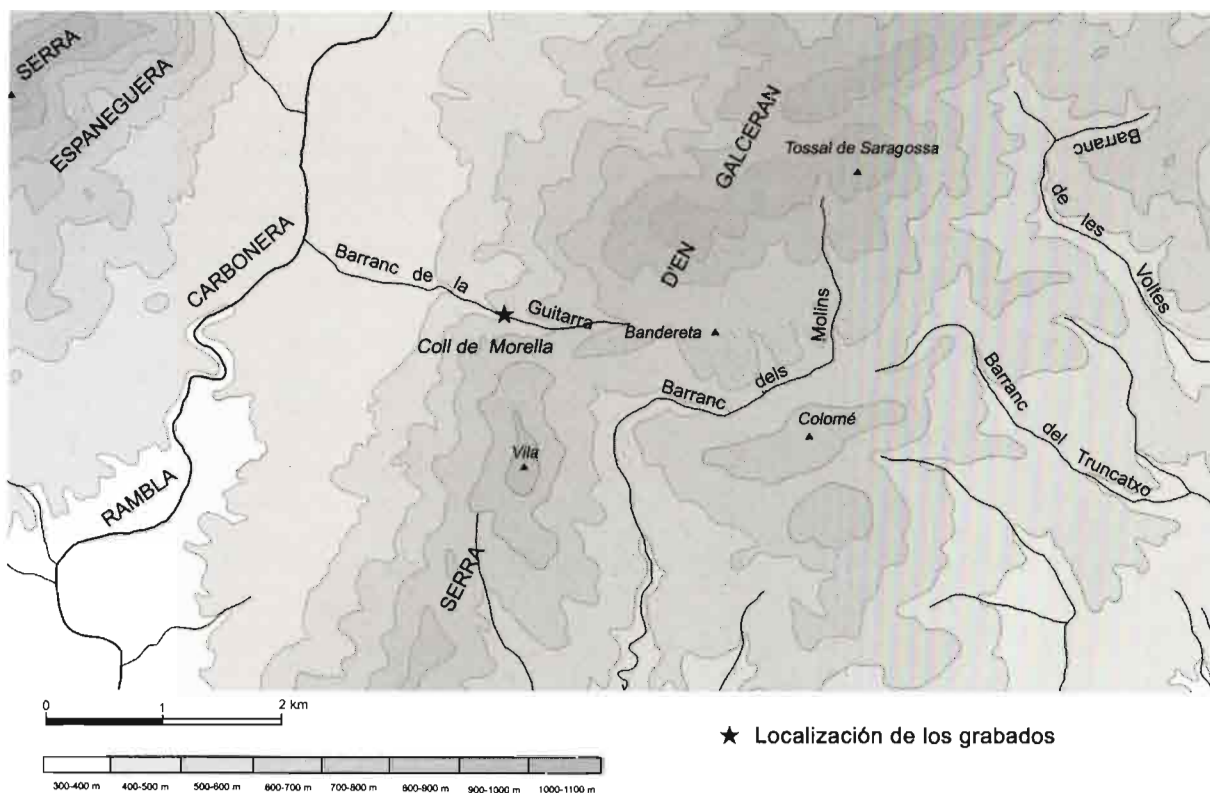 SERRA
ESPANEGUERA
CARBONERA
RAMBLA
Barranc de la Guitarra
Coll de Morella
Bandereta
Vila
SERRA
D'EN
GALCERAN
Tossal de Saragossa
Barranc dels Molins
Colomé
Barranc de les Voltes
Barranc del Truncatxo
0 1 2 km
★ Localización de los grabados
300-400 m 400-500 m 500-600 m 600-700 m 700-800 m 800-900 m 900-1000 m 1000-1100 m